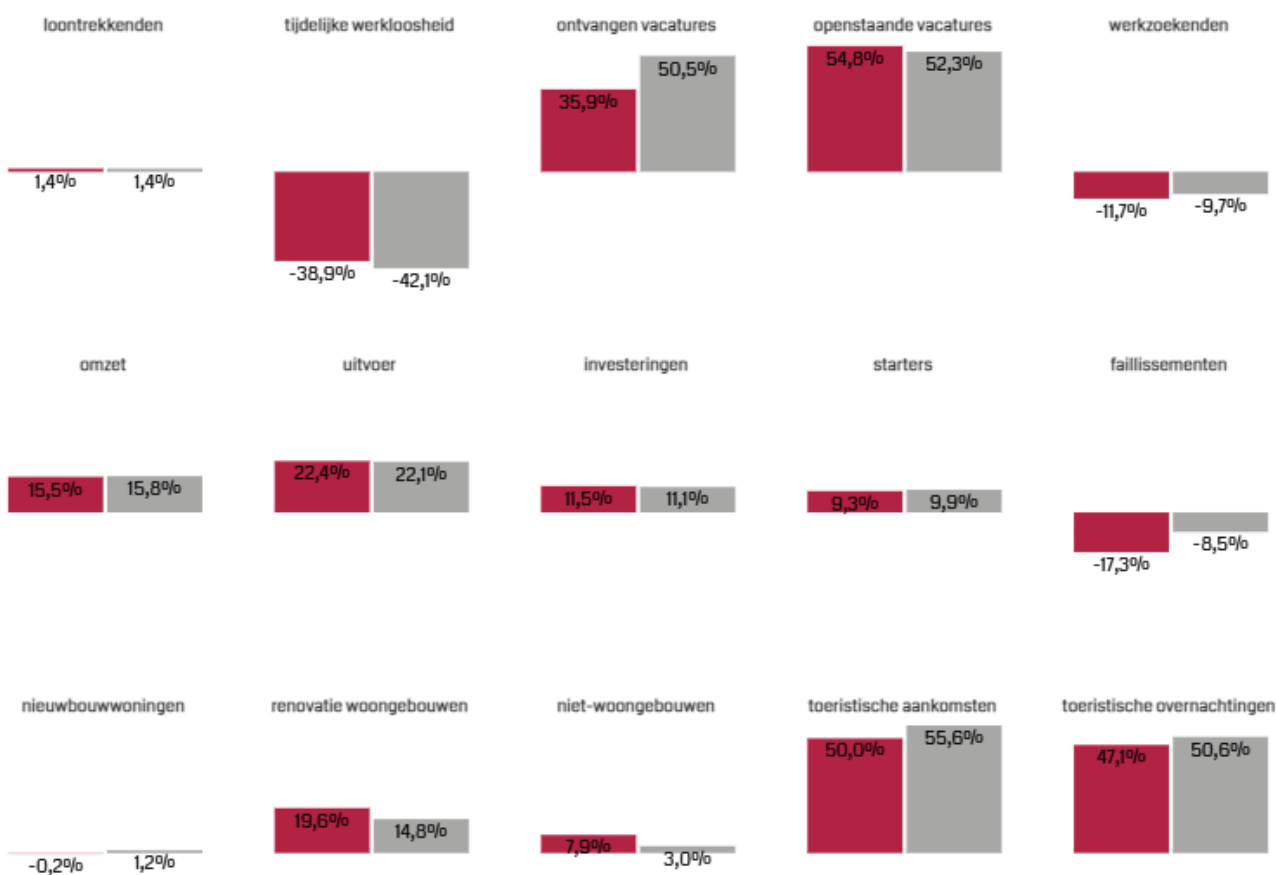 loontrekkenden
tijdelijke werkloosheid
ontvangen vacatures
openstaande vacatures
werkzoekenden
1,4%
1,4%
-38,9%
-42,1%
35,9%
50,5%
54,8%
52,3%
-11,7%
-9,7%
omzet
uitvoer
investeringen
starters
faillissementen
15,5%
15,8%
22,4%
22,1%
11,5%
11,1%
9,3%
9,9%
-17,3%
-8,5%
nieuwbouwwoningen
renovatie woongebouwen
niet-woongebouwen
toeristische aankomsten
toeristische overnachtingen
-0,2%
1,2%
19,6%
14,8%
7,9%
3,0%
50,0%
55,6%
47,1%
50,6%